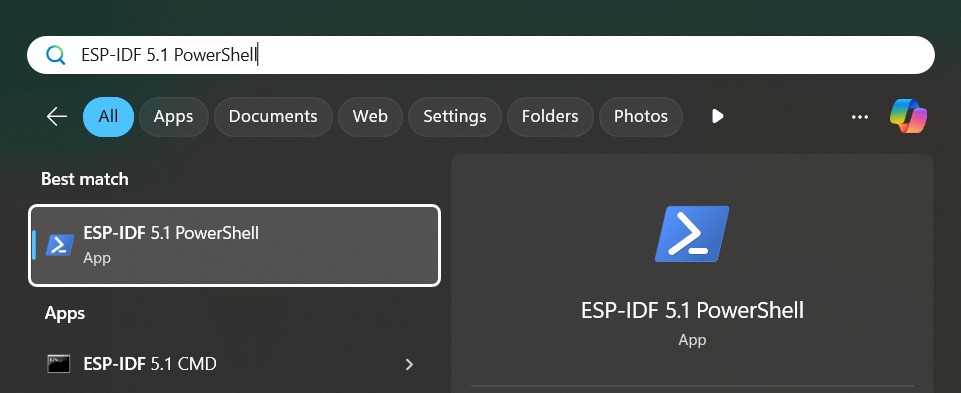 ESP-IDF 5.1 PowerShell
All Apps Documents Web Settings Folders Photos
Best match
ESP-IDF 5.1 PowerShell
App
Apps
ESP-IDF 5.1 CMD
ESP-IDF 5.1 PowerShell
App